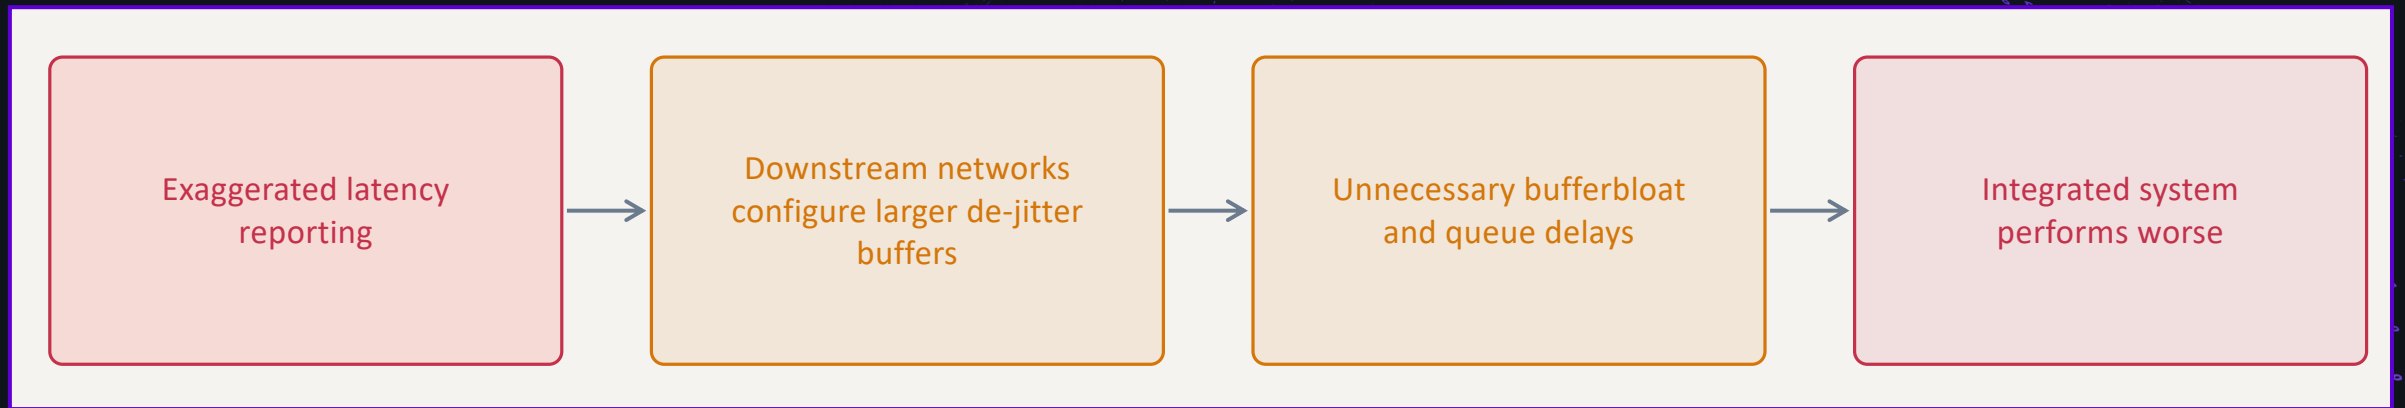 Exaggerated latency
reporting
Downstream networks
configure larger de-jitter
buffers
Unnecessary bufferbloat
and queue delays
Integrated system
performs worse